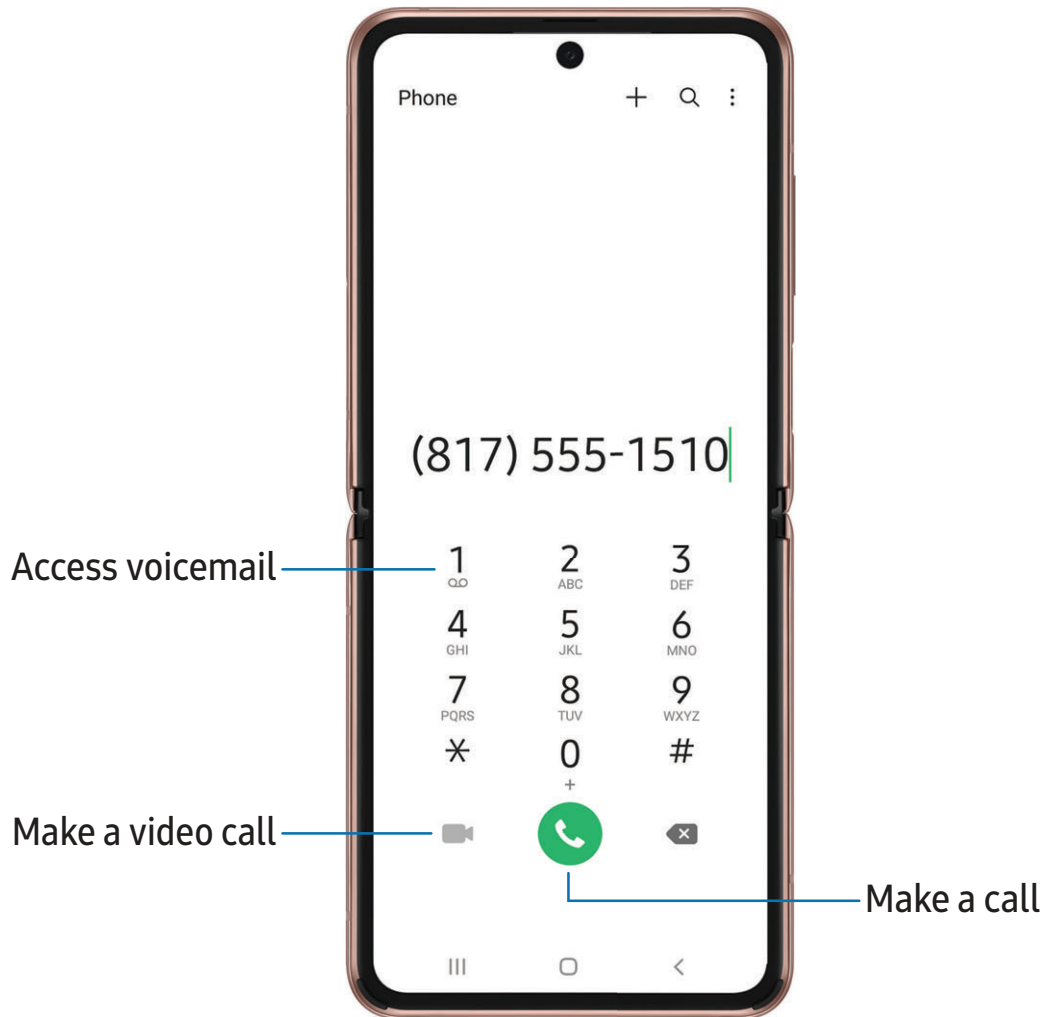 Phone
(817) 555-1510
Access voicemail
1 2 3
ABC DEF
4 5 6
GHI JKL MNO
7 8 9
PQRS TUV WXYZ
* 0 #
+
Make a video call
Make a call